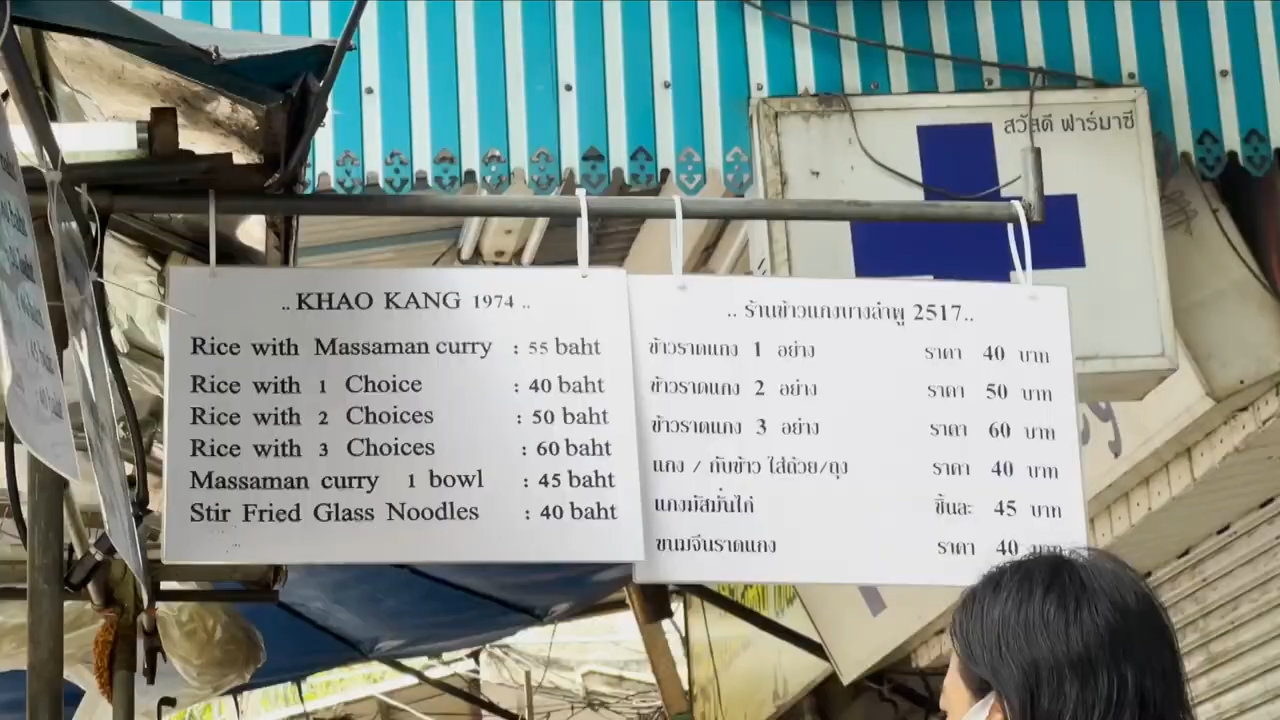 สวัสดี ฟาร์มาซี
.. KHAO KANG 1974 ..
Rice with Massaman curry : 55 baht
Rice with 1 Choice : 40 baht
Rice with 2 Choices : 50 baht
Rice with 3 Choices : 60 baht
Massaman curry 1 bowl : 45 baht
Stir Fried Glass Noodles : 40 baht
.. ร้านข้าวแกงบางลำพู 2517..
ข้าวราดแกง 1 อย่าง ราคา 40 บาท
ข้าวราดแกง 2 อย่าง ราคา 50 บาท
ข้าวราดแกง 3 อย่าง ราคา 60 บาท
แกง / กับข้าว ใส่ถ้วย/ถุง ราคา 40 บาท
แกงมัสมั่นไก่ ชิ้นละ 45 บาท
ขนมจีนราดแกง ราคา 40 บาท